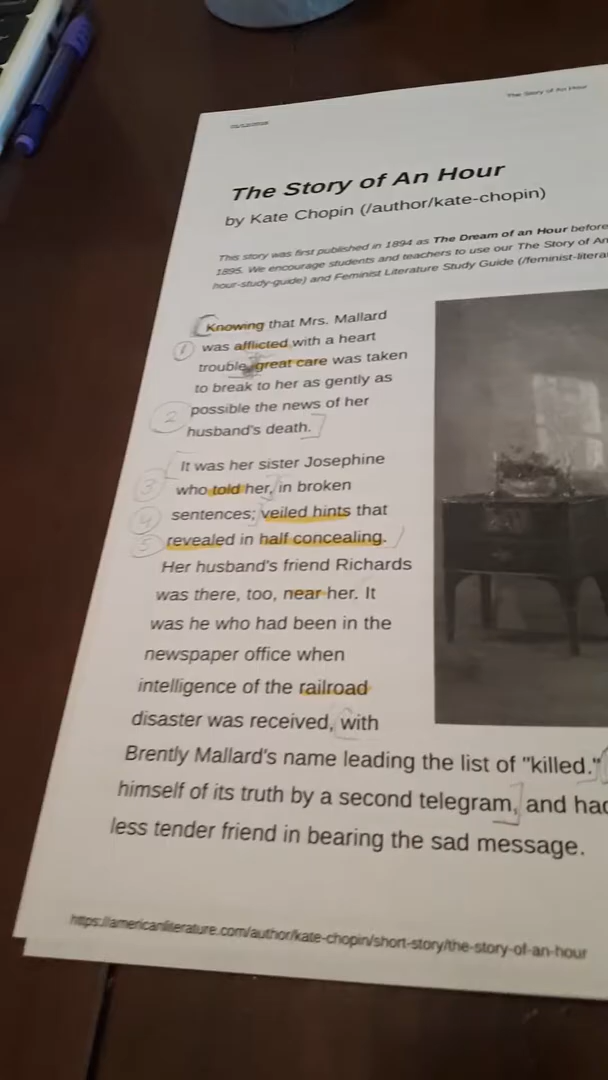 The Story of An Hour
The Story of An Hour
by Kate Chopin (/author/kate-chopin)
This story was first published in 1894 as The Dream of an Hour before
1895. We encourage students and teachers to use our The Story of An
hour-study-guide) and Feminist Literature Study Guide (/feminist-litera
Knowing that Mrs. Mallard
1 was afflicted with a heart
trouble, great care was taken
to break to her as gently as
2 possible the news of her
husband's death.
It was her sister Josephine
3 who told her, in broken
4 sentences; veiled hints that
5 revealed in half concealing.
Her husband's friend Richards
was there, too, near her. It
was he who had been in the
newspaper office when
intelligence of the railroad
disaster was received, with
Brently Mallard's name leading the list of "killed."
himself of its truth by a second telegram, and had
less tender friend in bearing the sad message.
https://americanliterature.com/author/kate-chopin/short-story/the-story-of-an-hour